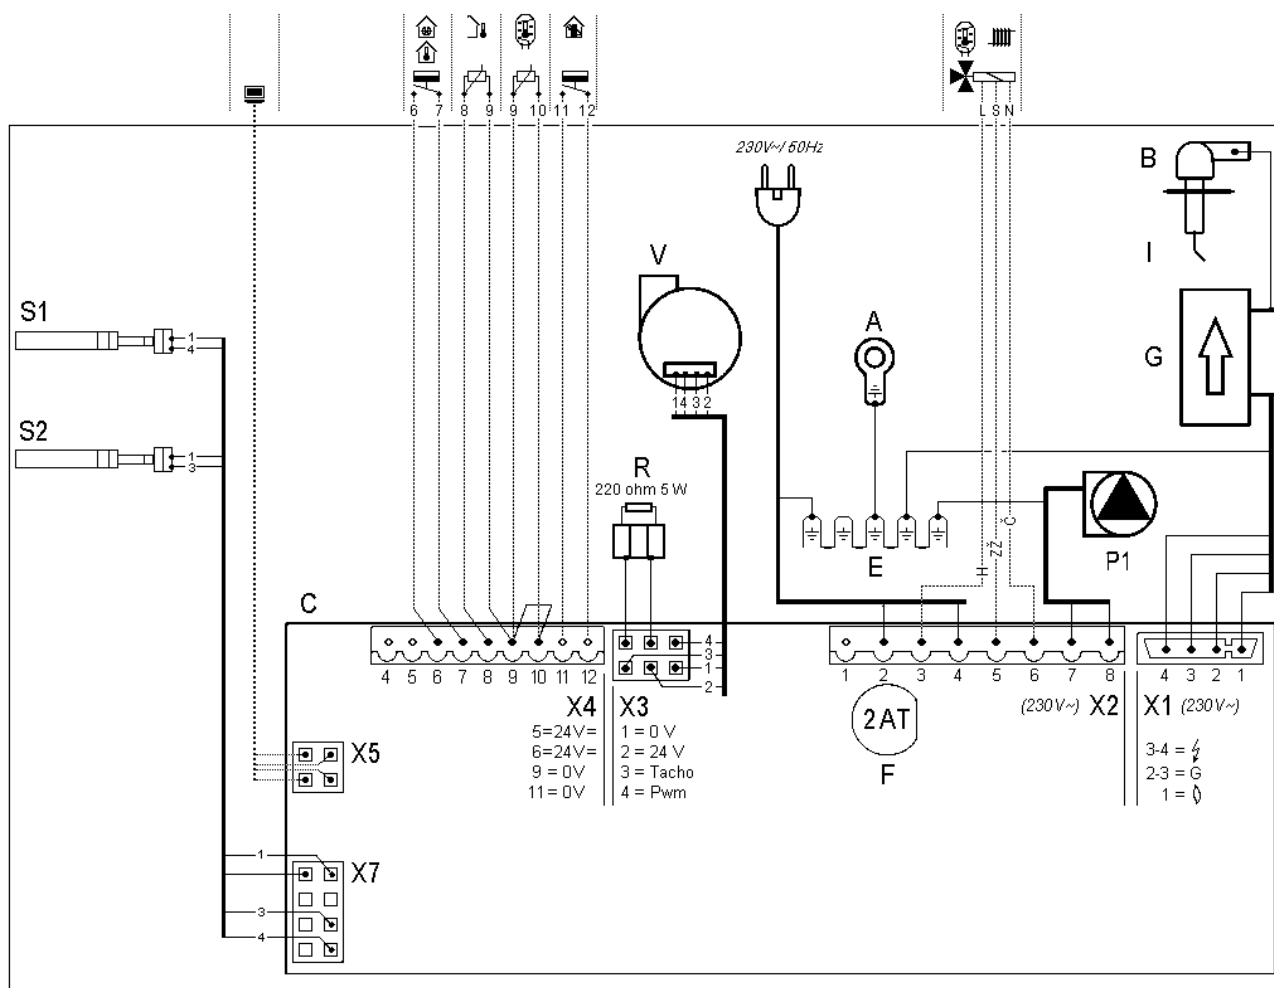 6 7 8 9 9 10 11 12
L S N
230V~/ 50Hz
B
I
V
A
G
S1
1
4
S2
1
3
1 4 3 2
R
220 ohm 5 W
E
H
ZŽ
Č
P1
C
4 5 6 7 8 9 10 11 12
4
3
1
2
1 2 3 4 5 6 7 8
4 3 2 1
X4
5=24V=
6=24V=
9 = 0V
11 = 0V
X3
1 = 0 V
2 = 24 V
3 = Tacho
4 = Pwm
2AT
F
(230V~) X2
X1 (230V~)
3-4 =
2-3 = G
1 =
X5
X7
1
3
4